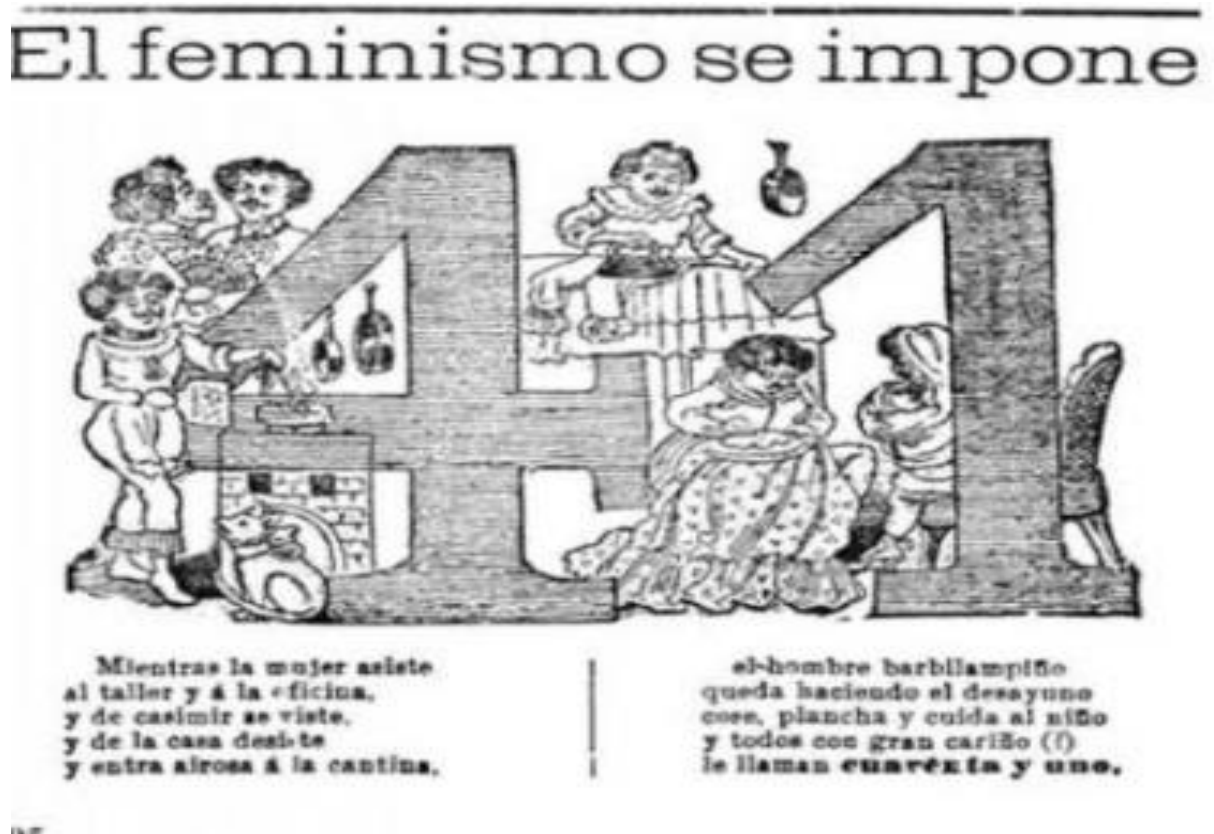 El feminismo se impone
41
Mientras la mujer asiste
al taller y á la oficina,
y de casimir se viste,
y de la casa desiste
y entra airosa á la cantina,
el hombre barbilampiño
queda haciendo el desayuno
cose, plancha y cuida al niño
y todos con gran cariño (?)
le llaman cuarenta y uno.